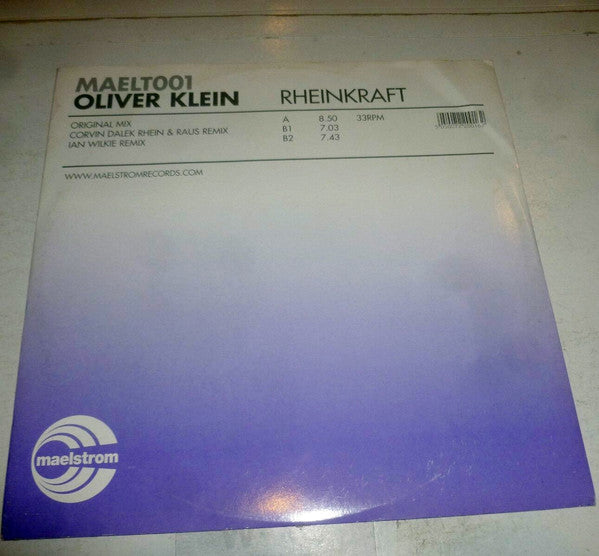 MAELT001
OLIVER KLEIN RHEINKRAFT
ORIGINAL MIX A 8.50 33RPM
CORVIN DALEK RHEIN & RAUS REMIX B1 7.03
IAN WILKIE REMIX B2 7.43
WWW.MAELSTROMRECORDS.COM
maelstrom